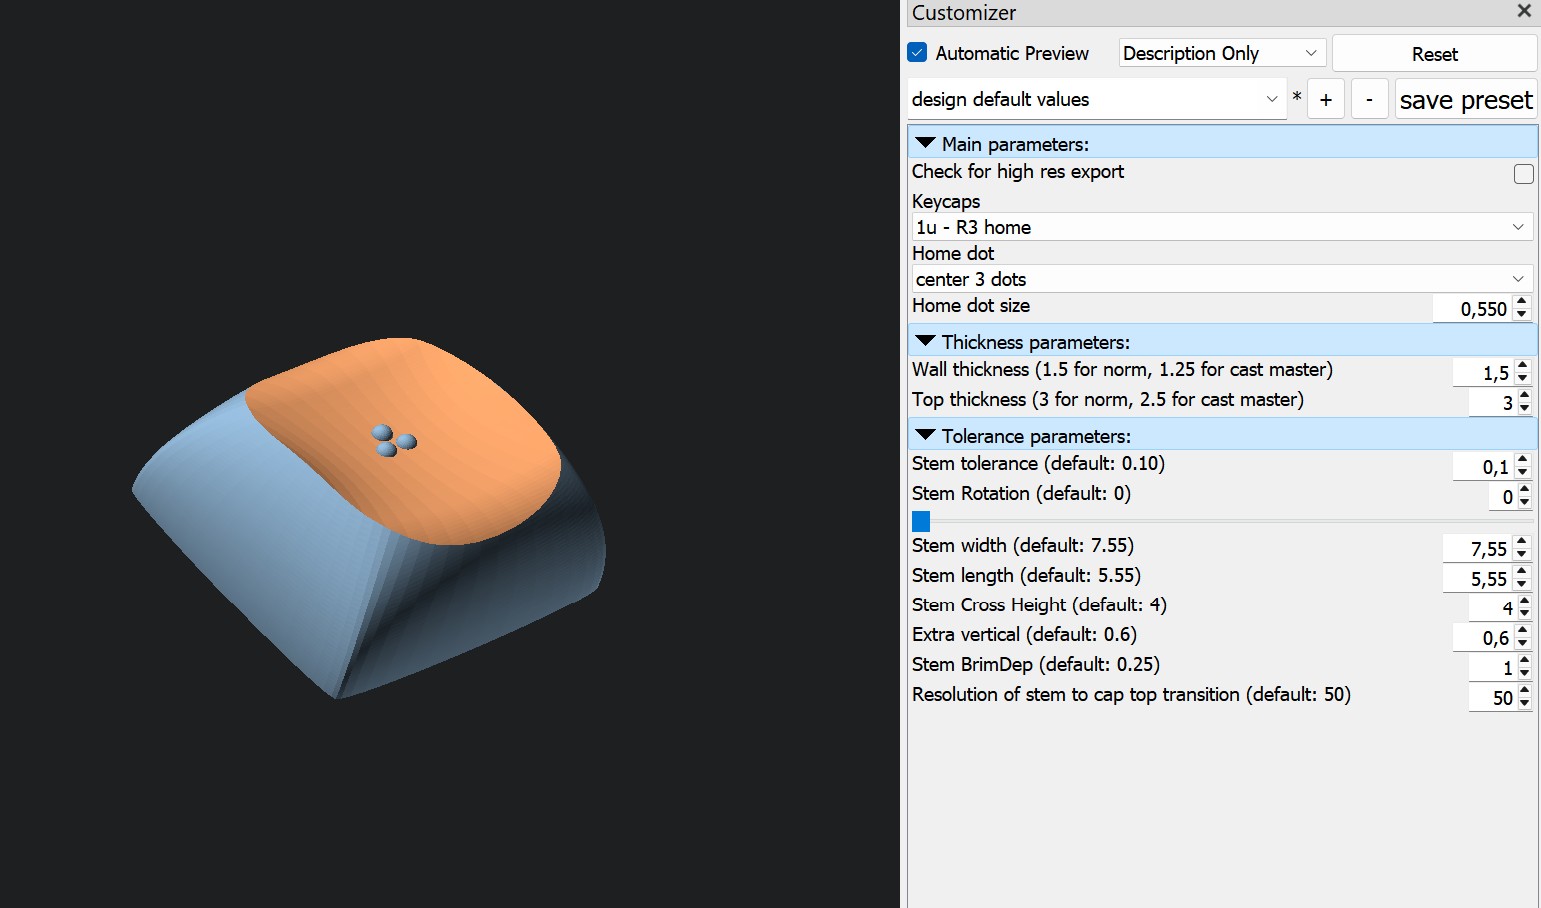 Customizer
Automatic Preview Description Only Reset
design default values * + - save preset
Main parameters:
Check for high res export
Keycaps
1u - R3 home
Home dot
center 3 dots
Home dot size 0,550
Thickness parameters:
Wall thickness (1.5 for norm, 1.25 for cast master) 1,5
Top thickness (3 for norm, 2.5 for cast master) 3
Tolerance parameters:
Stem tolerance (default: 0.10) 0,1
Stem Rotation (default: 0) 0
Stem width (default: 7.55) 7,55
Stem length (default: 5.55) 5,55
Stem Cross Height (default: 4) 4
Extra vertical (default: 0.6) 0,6
Stem BrimDep (default: 0.25) 1
Resolution of stem to cap top transition (default: 50) 50